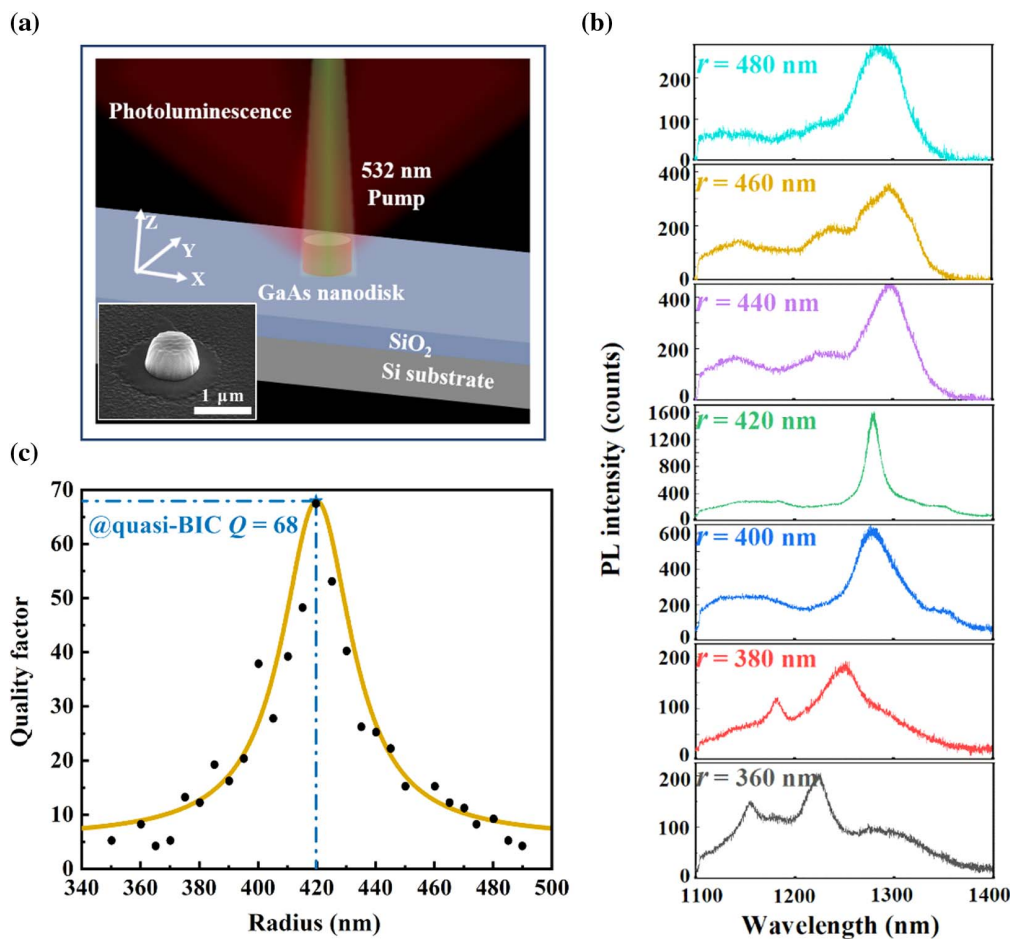 (a)
Photoluminescence
532 nm
Pump
Z
Y
X
GaAs nanodisk
SiO₂
Si substrate
1 μm
(b)
r = 480 nm
200
100
0
r = 460 nm
400
200
0
r = 440 nm
400
200
0
r = 420 nm
1600
1200
800
400
0
r = 400 nm
600
400
200
0
r = 380 nm
200
100
0
r = 360 nm
200
100
0
1100
1200
1300
1400
PL intensity (counts)
Wavelength (nm)
(c)
70
60
50
40
30
20
10
0
@quasi-BIC Q = 68
340
360
380
400
420
440
460
480
500
Quality factor
Radius (nm)